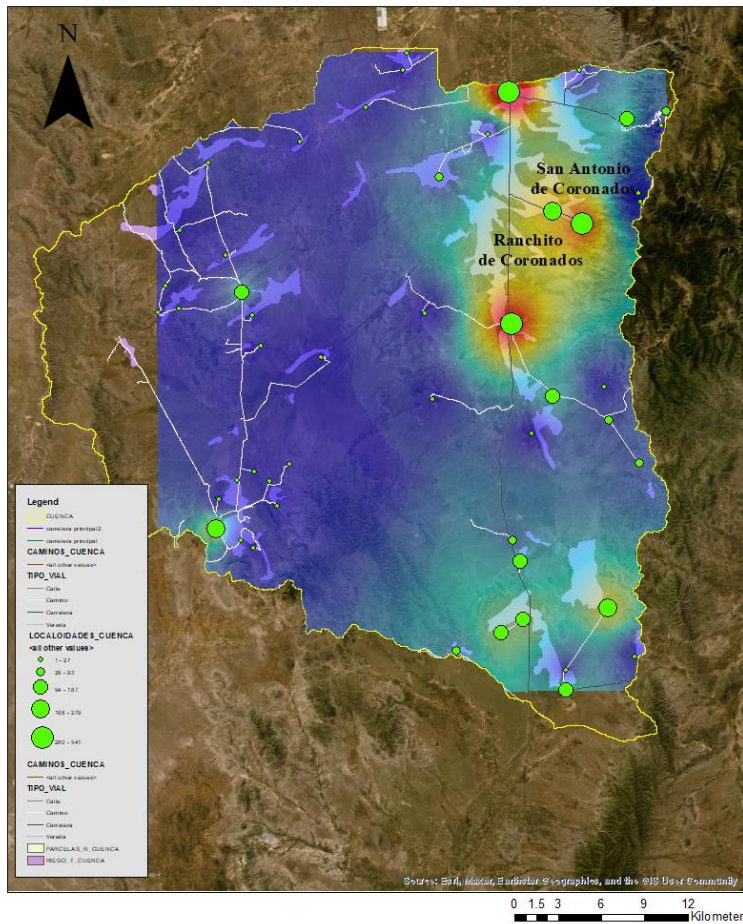 N
San Antonio
de Coronados
Ranchito
de Coronados
Legend
CUENCA
carretera principal2
carretera principal
CAMINOS_CUENCA
<all other values>
TIPO_VIAL
Calle
Camino
Carretera
Vereda
LOCALOIDADES_CUENCA
<all other values>
1 - 27
28 - 93
94 - 187
188 - 279
280 - 541
CAMINOS_CUENCA
<all other values>
TIPO_VIAL
Calle
Camino
Carretera
Vereda
PARCELAS_R_CUENCA
RIEGO_T_CUENCA
Source: Esri, Maxar, Earthstar Geographics, and the GIS User Community
0 1.5 3 6 9 12
Kilometer